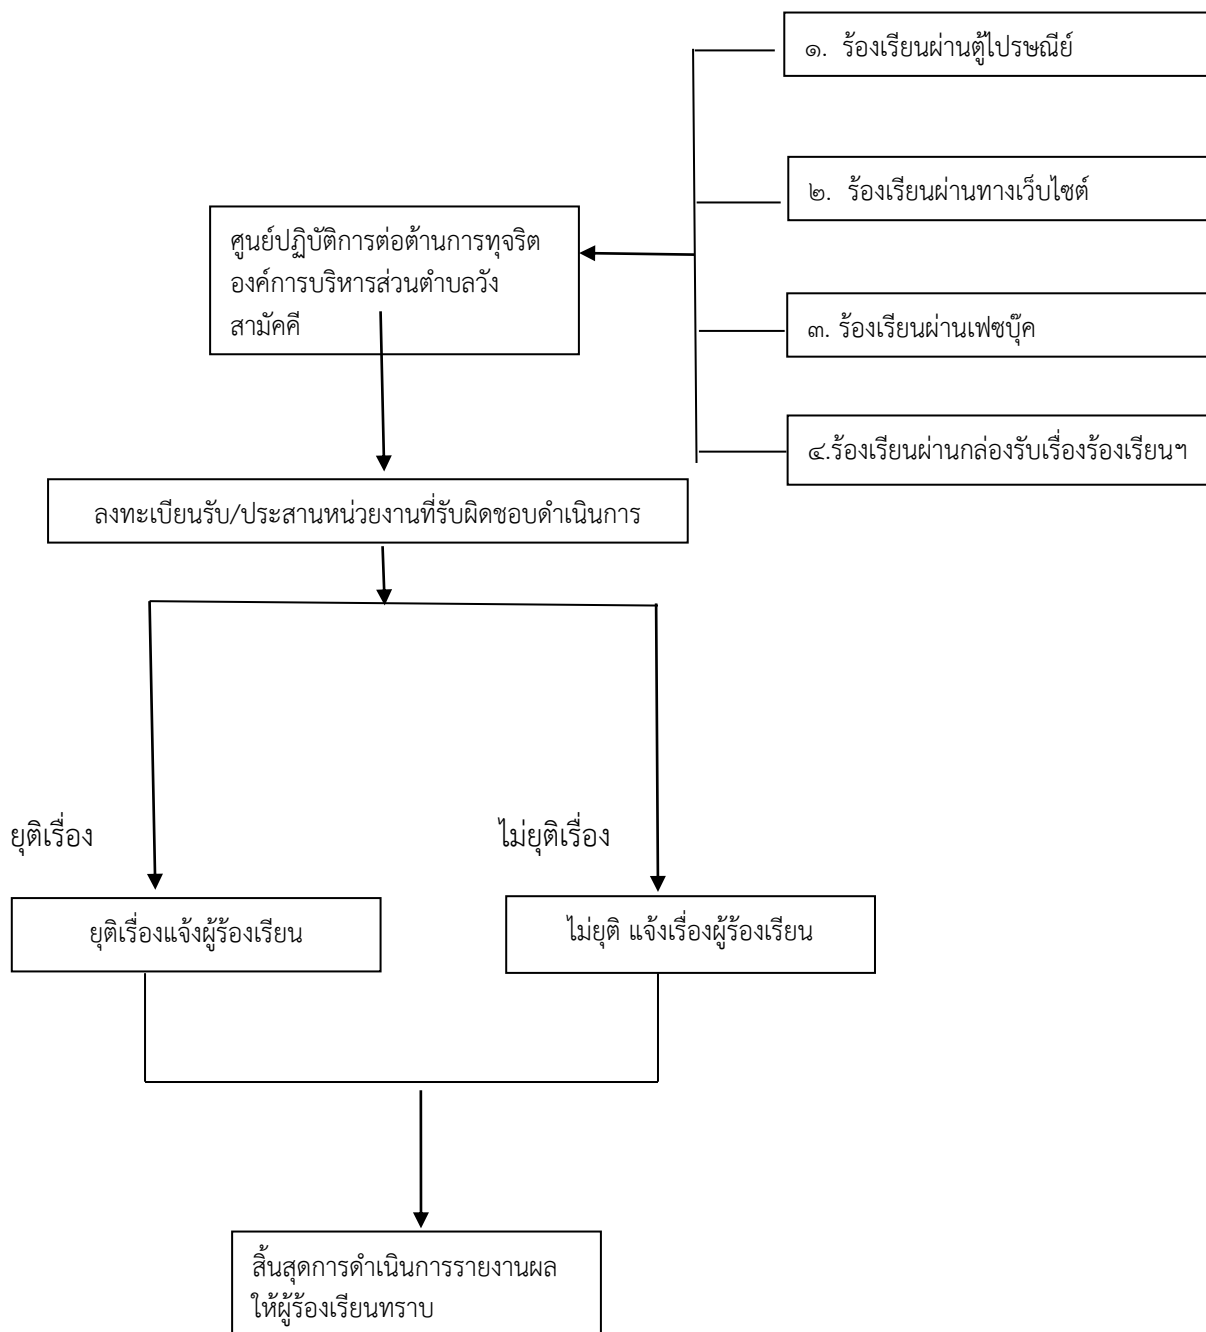 ๑. ร้องเรียนผ่านตู้ไปรษณีย์
๒. ร้องเรียนผ่านทางเว็บไซต์
ศูนย์ปฏิบัติการต่อต้านการทุจริต
องค์การบริหารส่วนตำบลวัง
สามัคคี
๓. ร้องเรียนผ่านเฟซบุ๊ค
๔.ร้องเรียนผ่านกล่องรับเรื่องร้องเรียนฯ
ลงทะเบียนรับ/ประสานหน่วยงานที่รับผิดชอบดำเนินการ
ยุติเรื่อง
ไม่ยุติเรื่อง
ยุติเรื่องแจ้งผู้ร้องเรียน
ไม่ยุติ แจ้งเรื่องผู้ร้องเรียน
สิ้นสุดการดำเนินการรายงานผล
ให้ผู้ร้องเรียนทราบ